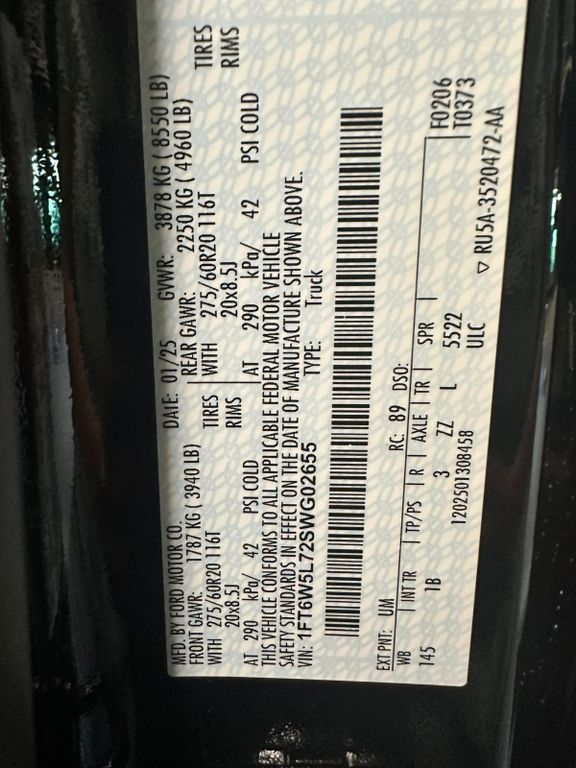 MFD. BY FORD MOTOR CO. DATE: 01/25 GVWR: 3878 KG ( 8550 LB)
FRONT GAWR: 1787 KG ( 3940 LB) REAR GAWR: 2250 KG ( 4960 LB)
WITH 275/60R20 116T TIRES WITH 275/60R20 116T TIRES
20x8.5J RIMS 20x8.5J RIMS
AT 290 kPa/ 42 PSI COLD AT 290 kPa/ 42 PSI COLD
THIS VEHICLE CONFORMS TO ALL APPLICABLE FEDERAL MOTOR VEHICLE
SAFETY STANDARDS IN EFFECT ON THE DATE OF MANUFACTURE SHOWN ABOVE.
VIN: 1FT6W5L72SWG02655 TYPE: Truck
EXT PNT: UM RC: 89 DSO: F0206
WB INT TR TP/PS R AXLE TR SPR T0373
145 1B 3 ZZ L 5522
1202501308458 ULC
▽ RU5A-3520472-AA